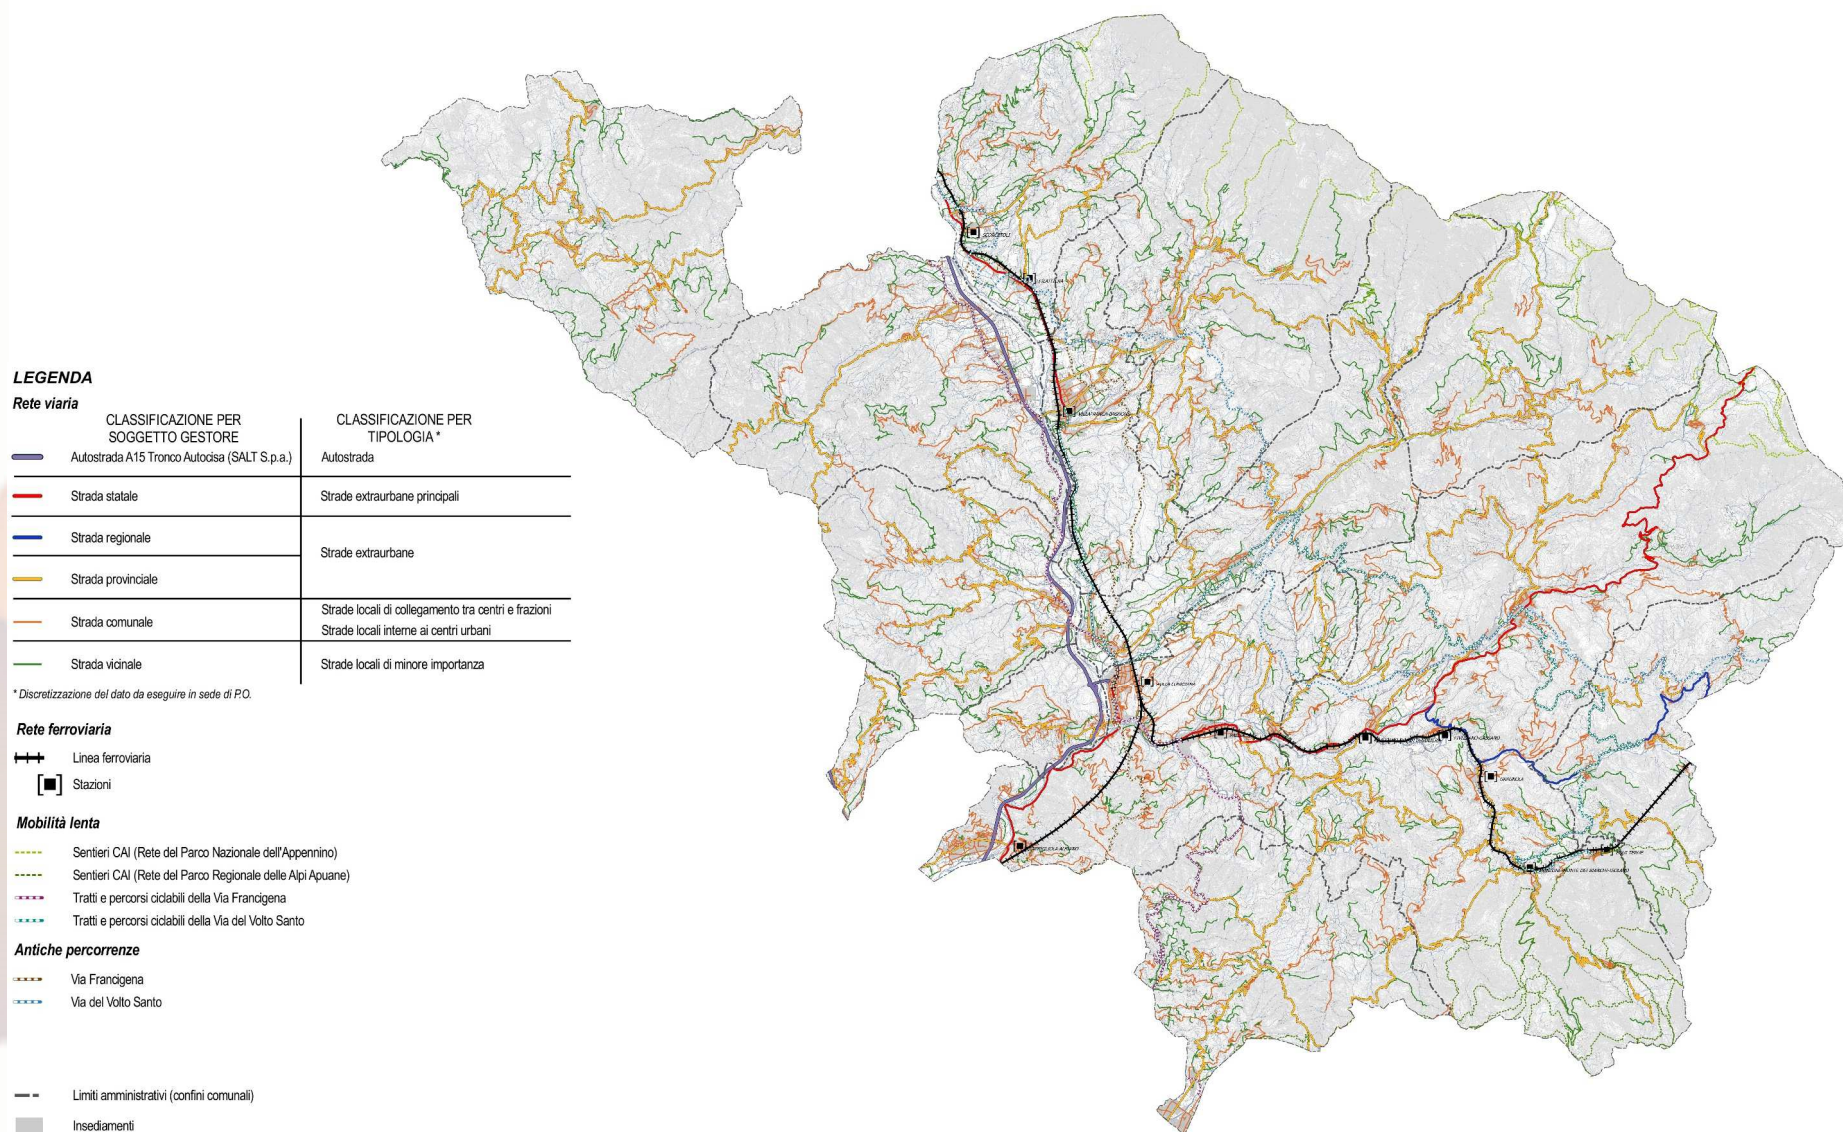 LEGENDA
Rete viaria
CLASSIFICAZIONE PER SOGGETTO GESTORE
CLASSIFICAZIONE PER TIPOLOGIA *
Autostrada A15 Tronco Autocisa (SALT S.p.a.)
Autostrada
Strada statale
Strade extraurbane principali
Strada regionale
Strade extraurbane
Strada provinciale
Strada comunale
Strade locali di collegamento tra centri e frazioni
Strade locali interne ai centri urbani
Strada vicinale
Strade locali di minore importanza
* Discretizzazione del dato da eseguire in sede di P.O.
Rete ferroviaria
Linea ferroviaria
Stazioni
Mobilità lenta
Sentieri CAI (Rete del Parco Nazionale dell'Appennino)
Sentieri CAI (Rete del Parco Regionale delle Alpi Apuane)
Tratti e percorsi ciclabili della Via Francigena
Tratti e percorsi ciclabili della Via del Volto Santo
Antiche percorrenze
Via Francigena
Via del Volto Santo
Limiti amministrativi (confini comunali)
Insediamenti